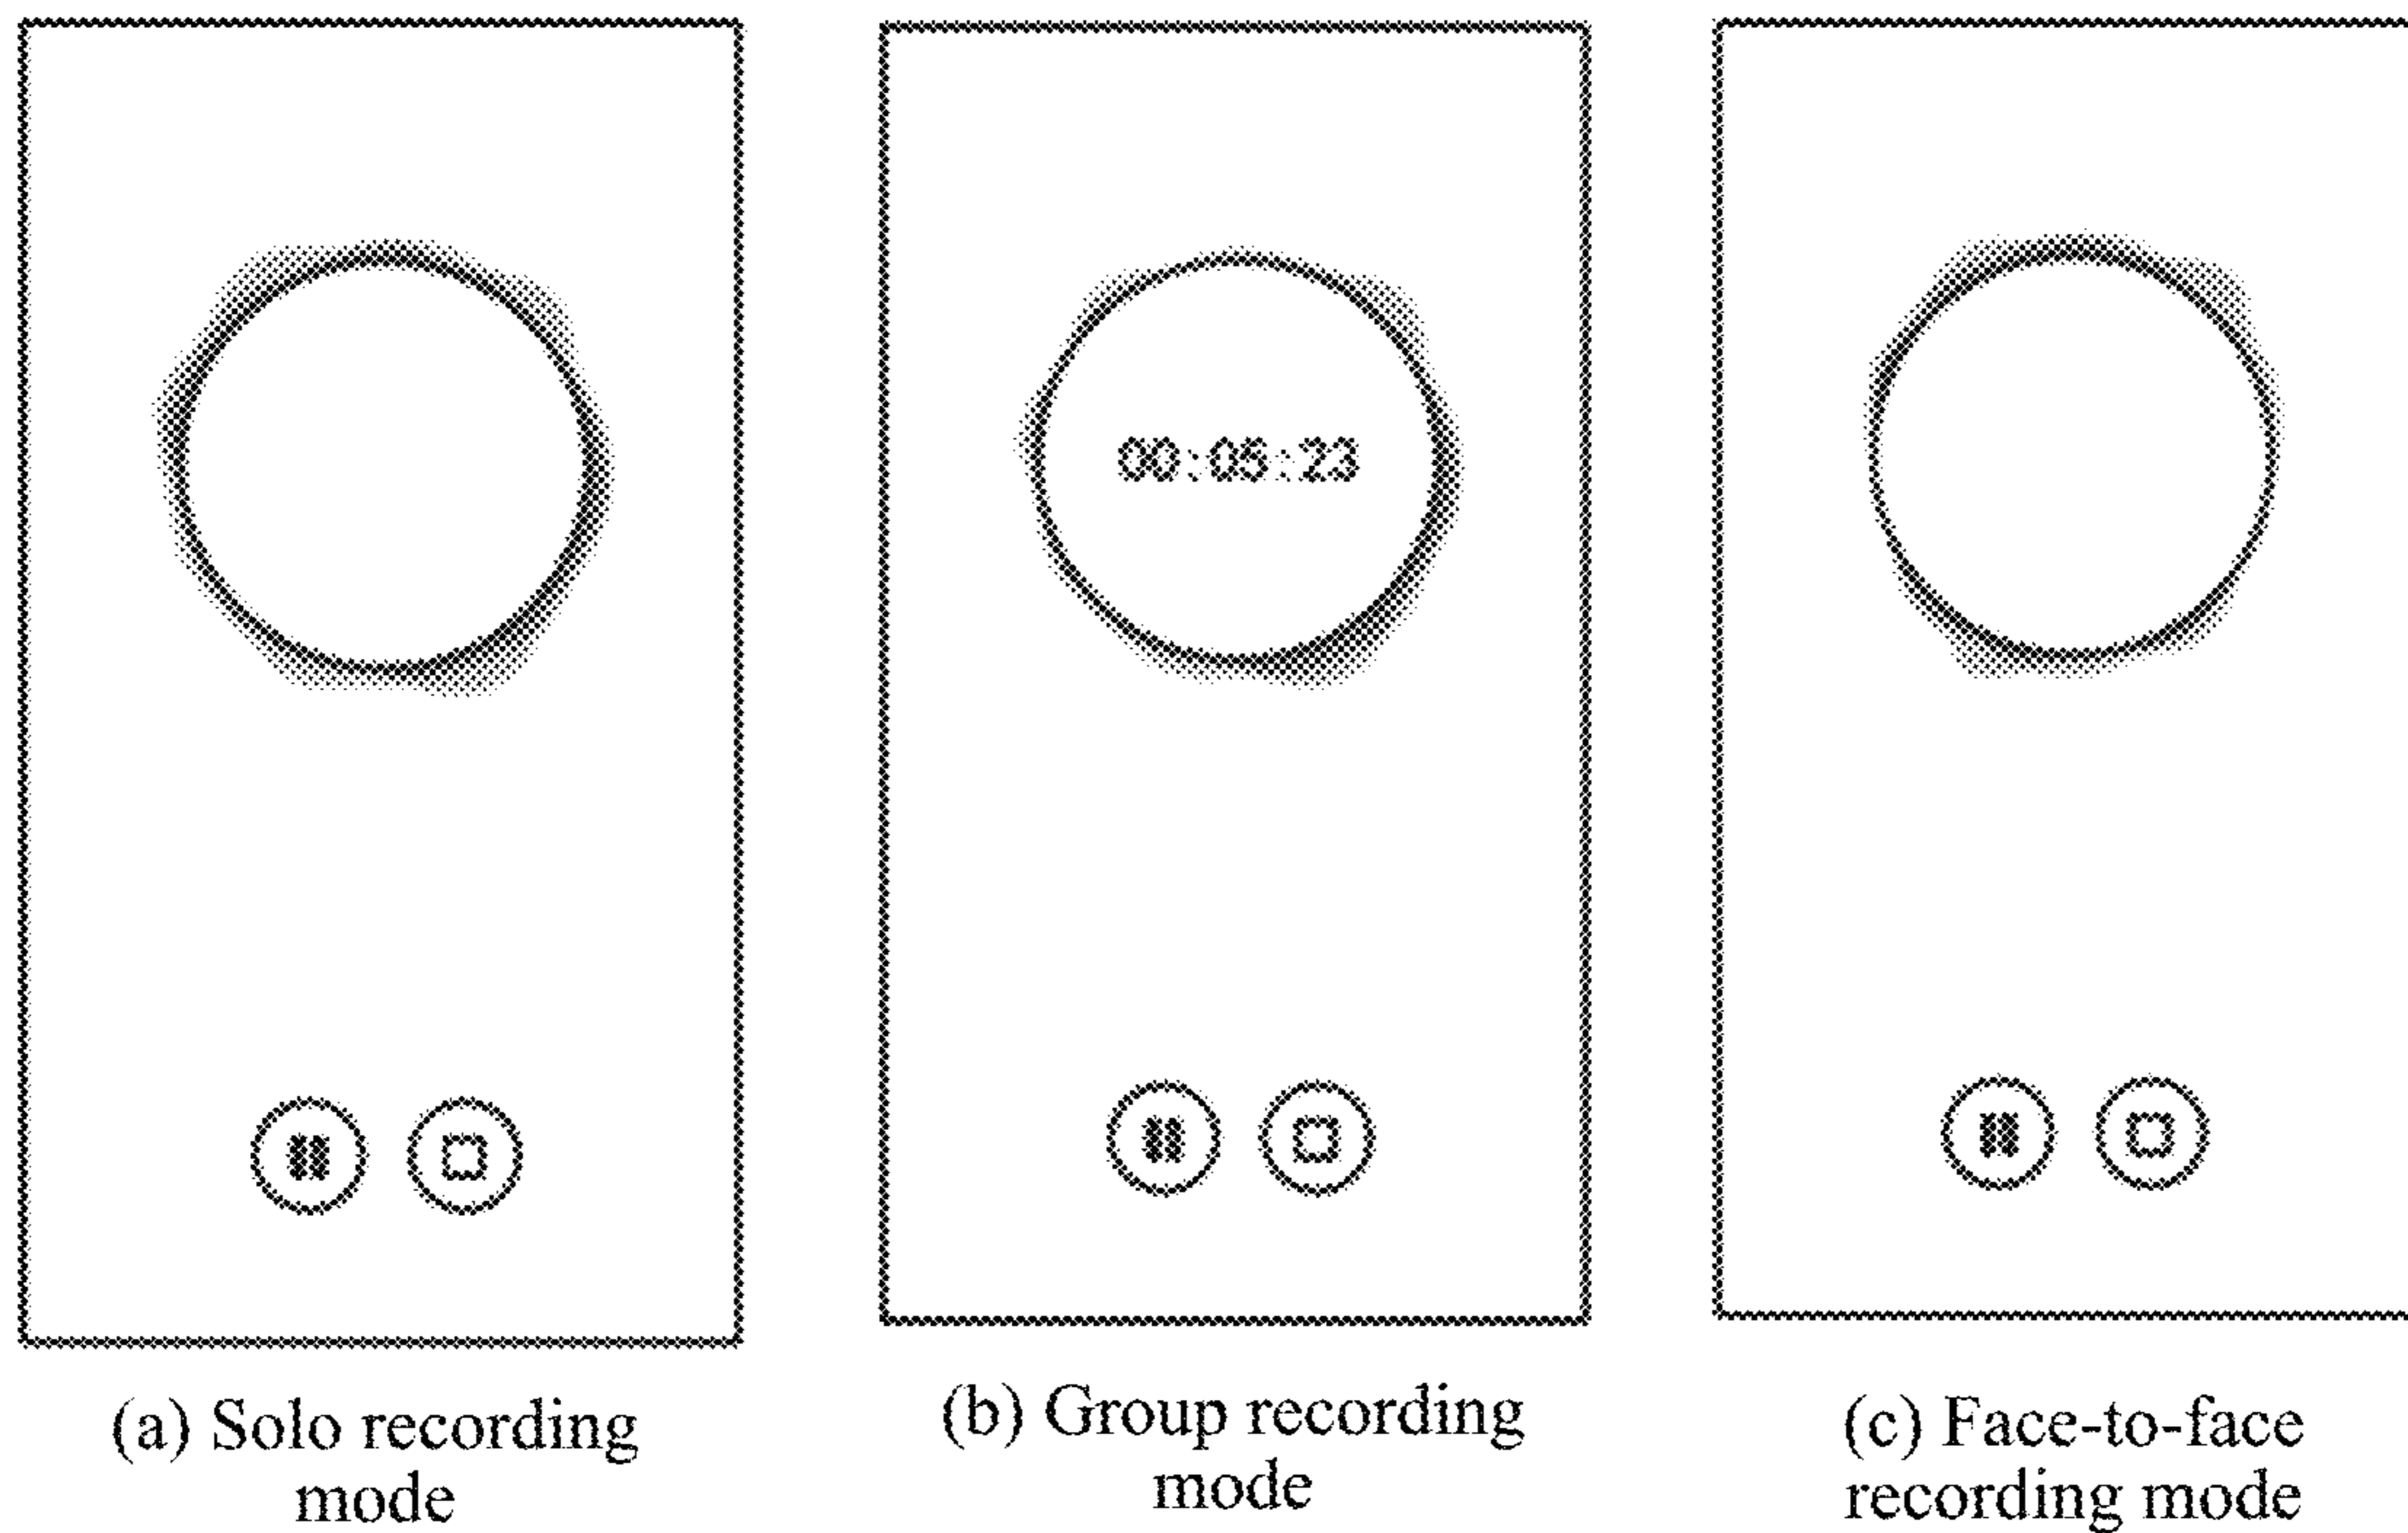 00:05:23
(a) Solo recording
mode
(b) Group recording
mode
(c) Face-to-face
recording mode